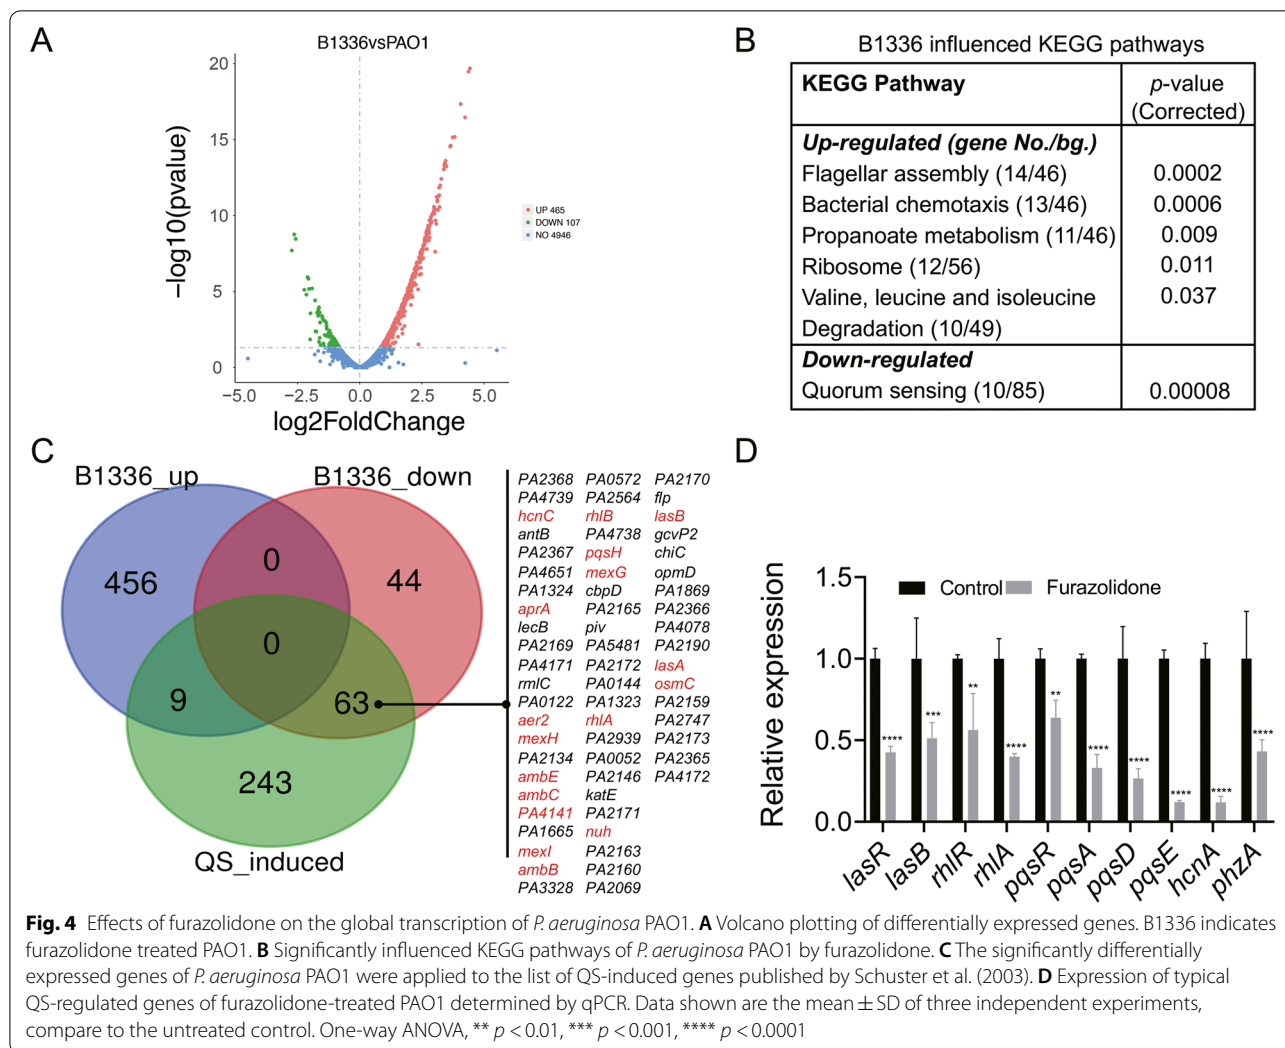 A
B1336vsPAO1
20
15
10
5
0
−log10(pvalue)
−5.0 −2.5 0.0 2.5 5.0
log2FoldChange
UP 465
DOWN 107
NO 4946
B
B1336 influenced KEGG pathways
KEGG Pathway p-value (Corrected)
Up-regulated (gene No./bg.)
Flagellar assembly (14/46) 0.0002
Bacterial chemotaxis (13/46) 0.0006
Propanoate metabolism (11/46) 0.009
Ribosome (12/56) 0.011
Valine, leucine and isoleucine 0.037
Degradation (10/49)
Down-regulated
Quorum sensing (10/85) 0.00008
C
B1336_up
B1336_down
456
0
44
0
9
63
243
QS_induced
PA2368 PA0572 PA2170
PA4739 PA2564 flp
hcnC rhlB lasB
antB PA4738 gcvP2
PA2367 pqsH chiC
PA4651 mexG opmD
PA1324 cbpD PA1869
aprA PA2165 PA2366
lecB piv PA4078
PA2169 PA5481 PA2190
PA4171 PA2172 lasA
rmlC PA0144 osmC
PA0122 PA1323 PA2159
aer2 rhlA PA2747
mexH PA2939 PA2173
PA2134 PA0052 PA2365
ambE PA2146 PA4172
ambC katE
PA4141 PA2171
PA1665 nuh
mexI PA2163
ambB PA2160
PA3328 PA2069
D
Control Furazolidone
1.5
1.0
0.5
0.0
Relative expression
**** *** ** **** ** **** **** **** **** ****
lasR lasB rhlR rhlA pqsR pqsA pqsD pqsE hcnA phzA
Fig. 4 Effects of furazolidone on the global transcription of P. aeruginosa PAO1. A Volcano plotting of differentially expressed genes. B1336 indicates
furazolidone treated PAO1. B Significantly influenced KEGG pathways of P. aeruginosa PAO1 by furazolidone. C The significantly differentially
expressed genes of P. aeruginosa PAO1 were applied to the list of QS-induced genes published by Schuster et al. (2003). D Expression of typical
QS-regulated genes of furazolidone-treated PAO1 determined by qPCR. Data shown are the mean ± SD of three independent experiments,
compare to the untreated control. One-way ANOVA, ** p < 0.01, *** p < 0.001, **** p < 0.0001